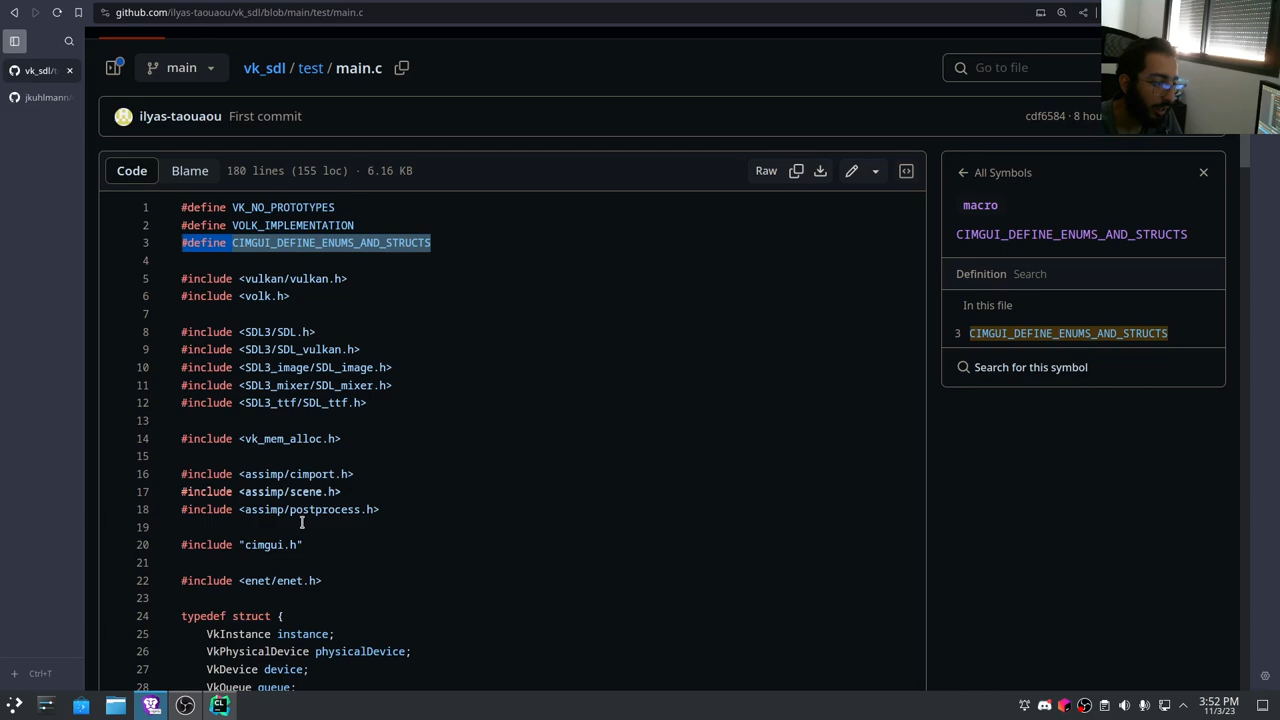 github.com/ilyas-taouaou/vk_sdl/blob/main/test/main.c
vk_sdl/t
jkuhlmann/
main
vk_sdl / test / main.c
Go to file
ilyas-taouaou First commit
cdf6584 · 8 hou
Code Blame 180 lines (155 loc) · 6.16 KB
Raw
1 #define VK_NO_PROTOTYPES
2 #define VOLK_IMPLEMENTATION
3 #define CIMGUI_DEFINE_ENUMS_AND_STRUCTS
4
5 #include <vulkan/vulkan.h>
6 #include <volk.h>
7
8 #include <SDL3/SDL.h>
9 #include <SDL3/SDL_vulkan.h>
10 #include <SDL3_image/SDL_image.h>
11 #include <SDL3_mixer/SDL_mixer.h>
12 #include <SDL3_ttf/SDL_ttf.h>
13
14 #include <vk_mem_alloc.h>
15
16 #include <assimp/cimport.h>
17 #include <assimp/scene.h>
18 #include <assimp/postprocess.h>
19
20 #include "cimgui.h"
21
22 #include <enet/enet.h>
23
24 typedef struct {
25 VkInstance instance;
26 VkPhysicalDevice physicalDevice;
27 VkDevice device;
28 VkQueue queue;
All Symbols
macro
CIMGUI_DEFINE_ENUMS_AND_STRUCTS
Definition Search
In this file
3 CIMGUI_DEFINE_ENUMS_AND_STRUCTS
Search for this symbol
Ctrl+T
3:52 PM
11/3/23